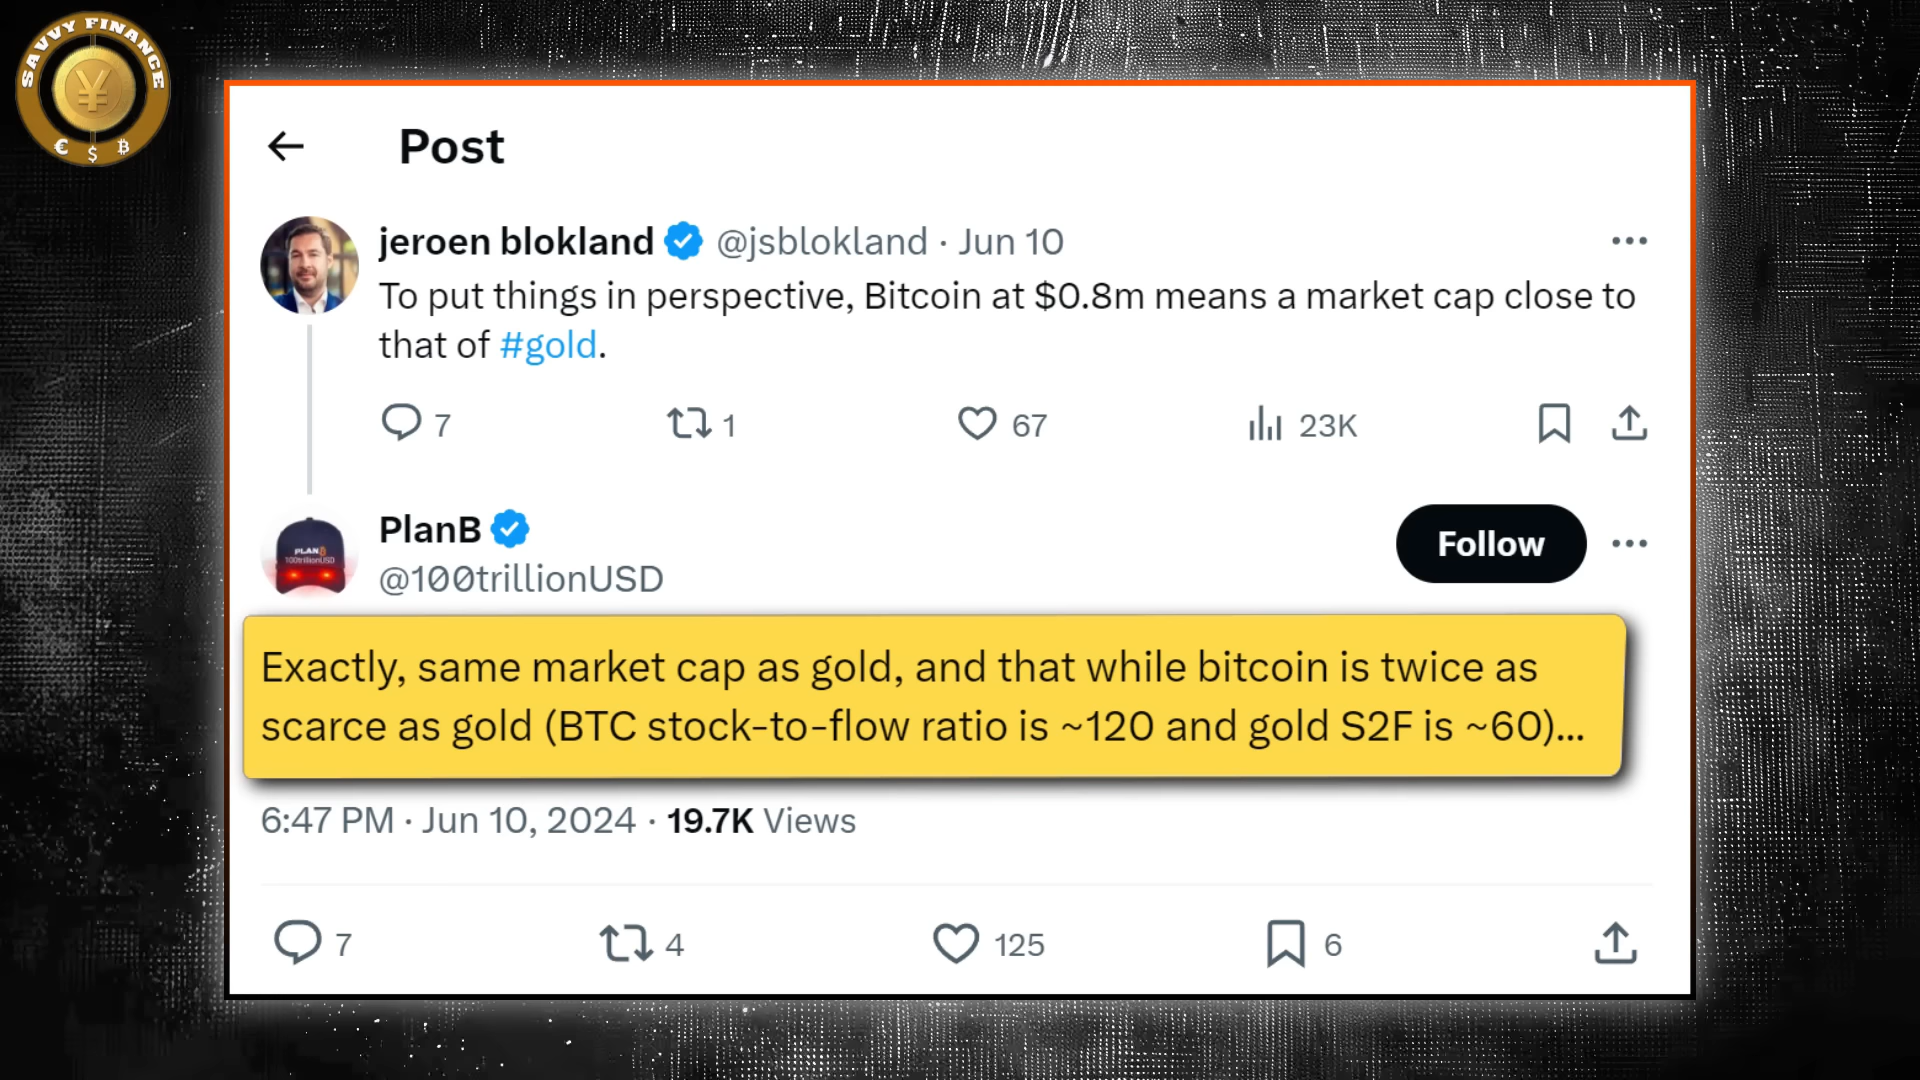 SAVVY FINANCE
¥
€ $ ₿
Post
jeroen blokland @jsblokland · Jun 10
To put things in perspective, Bitcoin at $0.8m means a market cap close to
that of #gold.
7 1 67 23K
PLANB
100trillionUSD
PlanB
@100trillionUSD
Follow
Exactly, same market cap as gold, and that while bitcoin is twice as
scarce as gold (BTC stock-to-flow ratio is ~120 and gold S2F is ~60)...
6:47 PM · Jun 10, 2024 · 19.7K Views
7 4 125 6